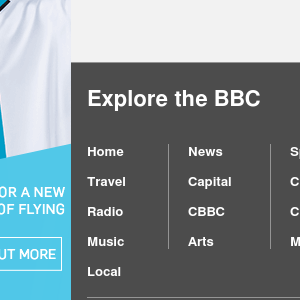 Explore the BBC
Home
News
Travel
Capital
Radio
CBBC
Music
Arts
Local
OR A NEW
OF FLYING
UT MORE